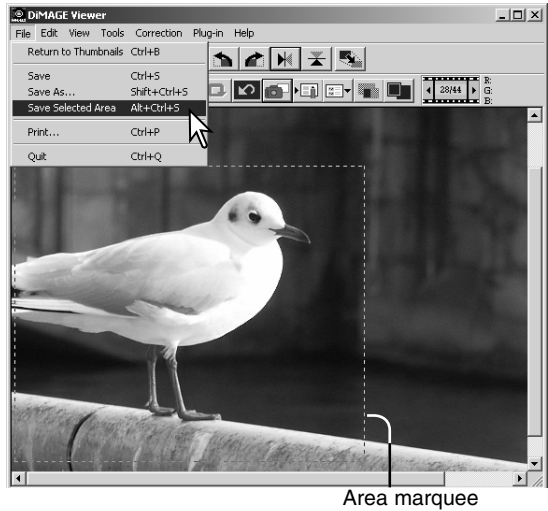 DiMAGE Viewer
File Edit View Tools Correction Plug-in Help
Return to Thumbnails Ctrl+B
Save Ctrl+S
Save As... Shift+Ctrl+S
Save Selected Area Alt+Ctrl+S
Print... Ctrl+P
Quit Ctrl+Q
28/44
R:
G:
B:
Area marquee